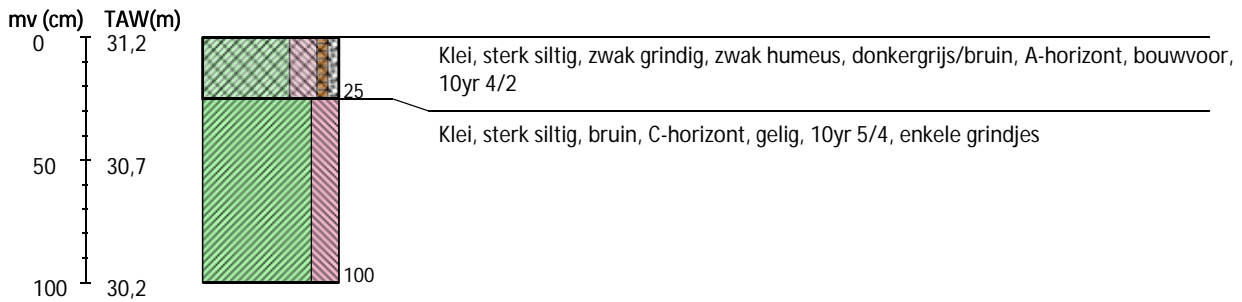 mv (cm) TAW(m)
0 31,2
Klei, sterk siltig, zwak grindig, zwak humeus, donkergrijs/bruin, A-horizont, bouwvoor,
10yr 4/2
25
Klei, sterk siltig, bruin, C-horizont, gelig, 10yr 5/4, enkele grindjes
50 30,7
100
100 30,2